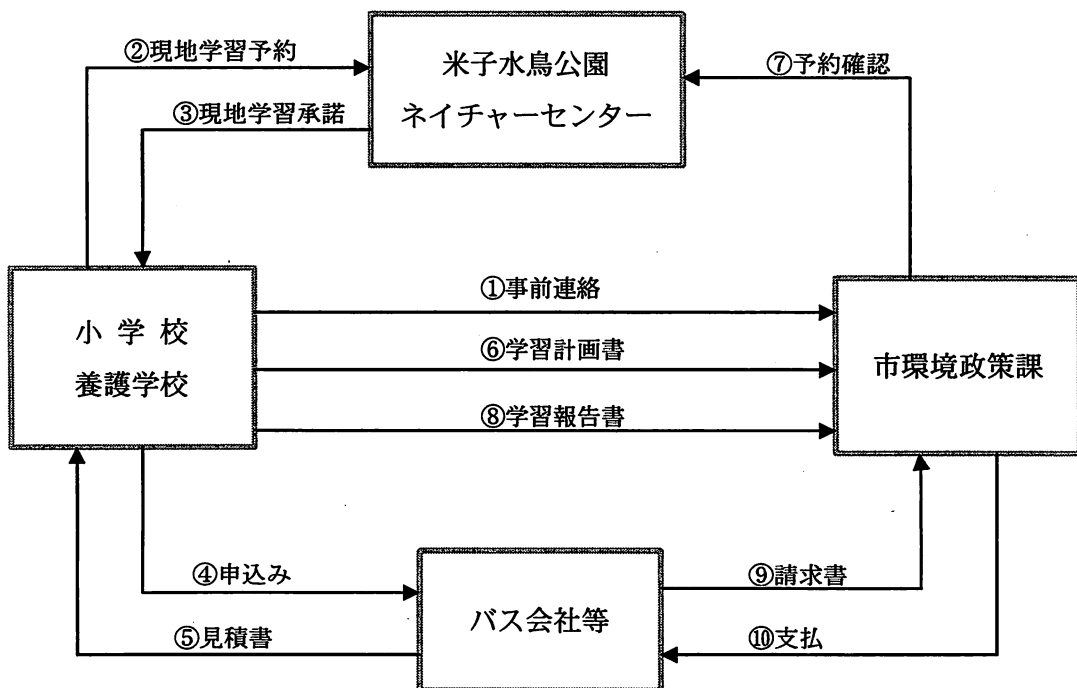 ②現地学習予約
米子水鳥公園
ネイチャーセンター
⑦予約確認
③現地学習承諾
小学校
養護学校
①事前連絡
⑥学習計画書
⑧学習報告書
市環境政策課
④申込み
⑤見積書
バス会社等
⑨請求書
⑩支払